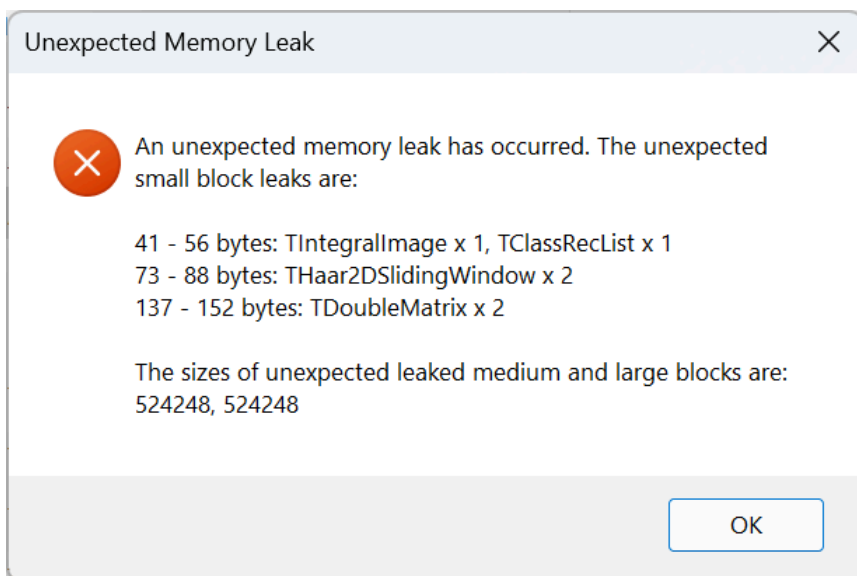 Unexpected Memory Leak
An unexpected memory leak has occurred. The unexpected
small block leaks are:
41 - 56 bytes: TIntegralImage x 1, TClassRecList x 1
73 - 88 bytes: THaar2DSlidingWindow x 2
137 - 152 bytes: TDoubleMatrix x 2
The sizes of unexpected leaked medium and large blocks are:
524248, 524248
OK